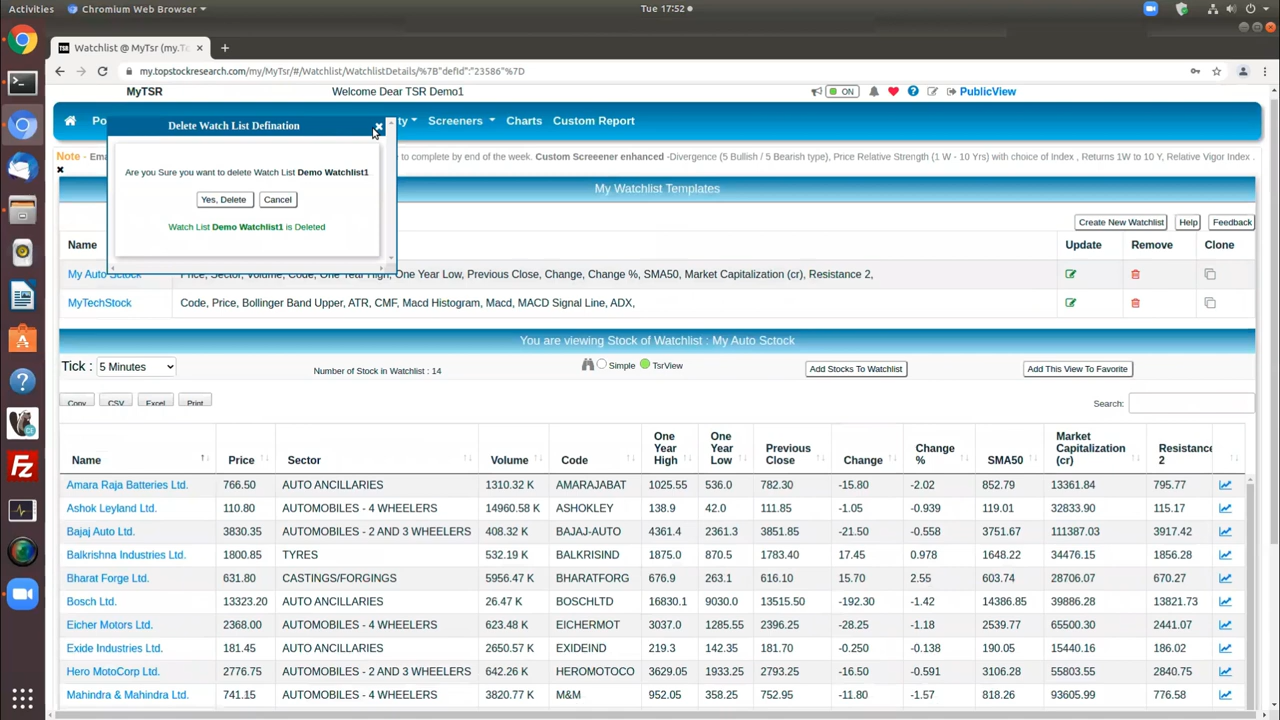 Activities Chromium Web Browser Tue 17:52
TSR Watchlist @ MyTsr (my.T
my.topstockresearch.com/my/MyTsr/#/Watchlist/WatchlistDetails/%7B"defId":"23586"%7D
MyTSR Welcome Dear TSR Demo1 ON PublicView
Po ty Screeners Charts Custom Report
Delete Watch List Defination
Note - Ema to complete by end of the week. Custom Screeener enhanced -Divergence (5 Bullish / 5 Bearish type), Price Relative Strength (1 W - 10 Yrs) with choice of Index , Returns 1W to 10 Y, Relative Vigor Index .
Are you Sure you want to delete Watch List Demo Watchlist1
Yes, Delete Cancel
Watch List Demo Watchlist1 is Deleted
My Watchlist Templates
Create New Watchlist Help Feedback
Name Update Remove Clone
My Auto Sctock Price, Sector, Volume, Code, One Year High, One Year Low, Previous Close, Change, Change %, SMA50, Market Capitalization (cr), Resistance 2,
MyTechStock Code, Price, Bollinger Band Upper, ATR, CMF, Macd Histogram, Macd, MACD Signal Line, ADX,
You are viewing Stock of Watchlist : My Auto Sctock
Tick : 5 Minutes Number of Stock in Watchlist : 14 Simple TsrView Add Stocks To Watchlist Add This View To Favorite
Copy CSV Excel Print Search:
Name Price Sector Volume Code One Year High One Year Low Previous Close Change Change % SMA50 Market Capitalization (cr) Resistance 2
Amara Raja Batteries Ltd. 766.50 AUTO ANCILLARIES 1310.32 K AMARAJABAT 1025.55 536.0 782.30 -15.80 -2.02 852.79 13361.84 795.77
Ashok Leyland Ltd. 110.80 AUTOMOBILES - 4 WHEELERS 14960.58 K ASHOKLEY 138.9 42.0 111.85 -1.05 -0.939 119.01 32833.90 115.17
Bajaj Auto Ltd. 3830.35 AUTOMOBILES - 2 AND 3 WHEELERS 408.32 K BAJAJ-AUTO 4361.4 2261.3 3851.85 -21.50 -0.558 3751.67 111387.03 3917.42
Balkrishna Industries Ltd. 1800.85 TYRES 532.19 K BALKRISIND 1875.0 870.5 1783.40 17.45 0.978 1648.22 34476.15 1856.28
Bharat Forge Ltd. 631.80 CASTINGS/FORGINGS 5956.47 K BHARATFORG 676.9 263.1 616.10 15.70 2.55 603.74 28706.07 670.27
Bosch Ltd. 13323.20 AUTO ANCILLARIES 26.47 K BOSCHLTD 16830.1 9030.0 13515.50 -192.30 -1.42 14386.85 39886.28 13821.73
Eicher Motors Ltd. 2368.00 AUTOMOBILES - 4 WHEELERS 623.48 K EICHERMOT 3037.0 1285.55 2396.25 -28.25 -1.18 2539.77 65500.30 2441.07
Exide Industries Ltd. 181.45 AUTO ANCILLARIES 2650.57 K EXIDEIND 219.3 142.35 181.70 -0.250 -0.138 190.05 15440.16 186.02
Hero MotoCorp Ltd. 2776.75 AUTOMOBILES - 2 AND 3 WHEELERS 642.26 K HEROMOTOCO 3629.05 1933.25 2793.25 -16.50 -0.591 3106.28 55803.55 2840.75
Mahindra & Mahindra Ltd. 741.15 AUTOMOBILES - 4 WHEELERS 3820.77 K M&M 952.05 358.25 752.95 -11.80 -1.57 818.26 93605.99 776.58